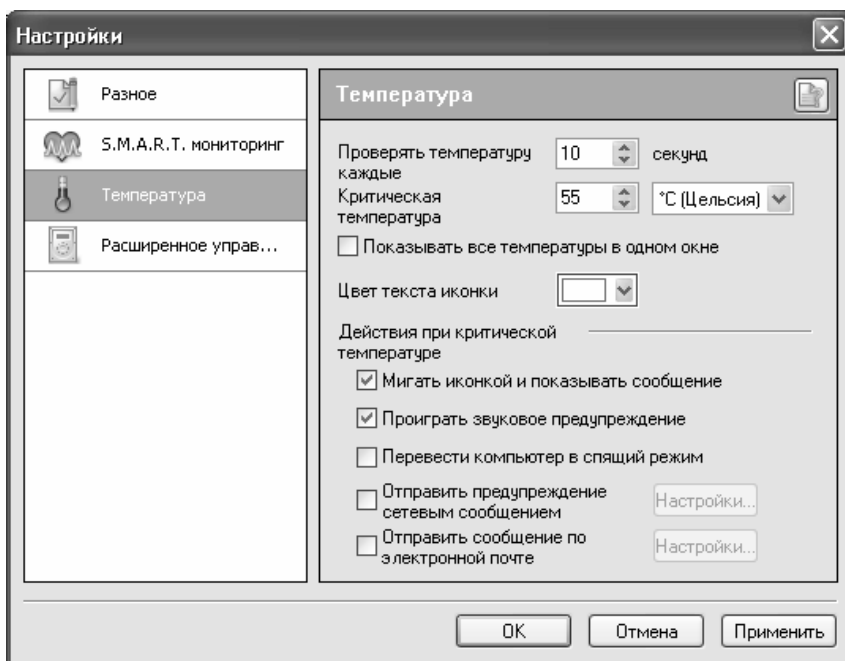 Настройки
Разное
S.M.A.R.T. мониторинг
Температура
Расширенное управ...
Температура
Проверять температуру
каждые
10
секунд
Критическая
температура
55
°C (Цельсия)
Показывать все температуры в одном окне
Цвет текста иконки
Действия при критической
температуре
Мигать иконкой и показывать сообщение
Проиграть звуковое предупреждение
Перевести компьютер в спящий режим
Отправить предупреждение
сетевым сообщением
Настройки...
Отправить сообщение по
электронной почте
Настройки...
OK
Отмена
Применить